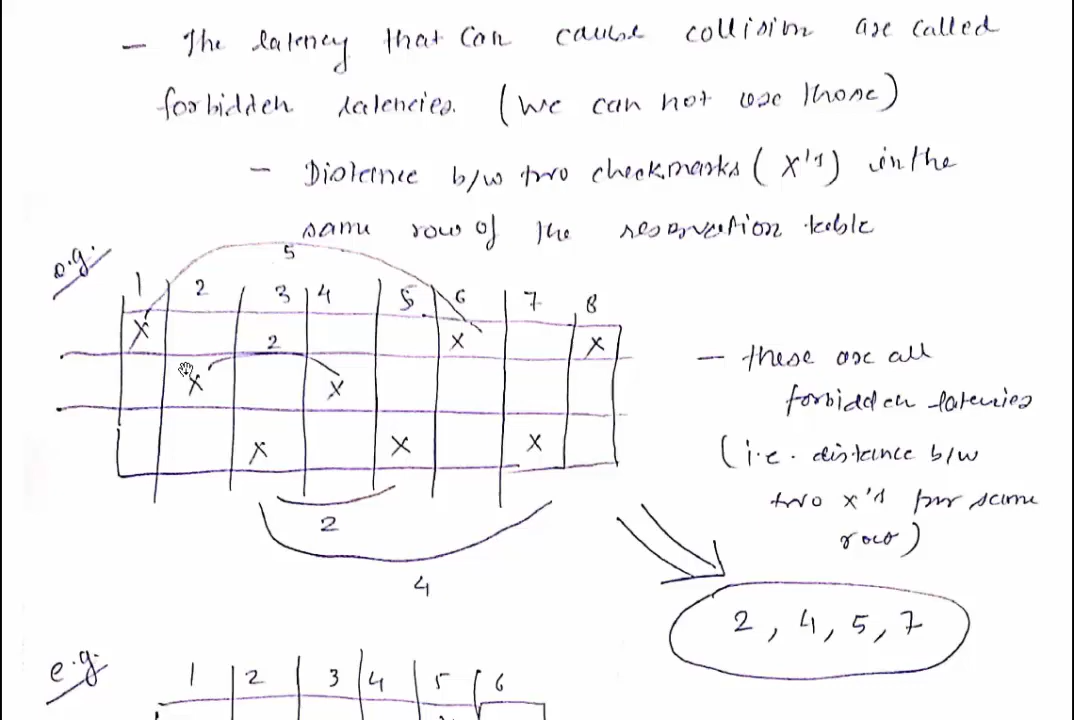 — The latency that can cause collision are called
forbidden latencies. (We can not use those)
— Distance b/w two checkmarks (X's) in the
same row of the reservation table
e.g.
5
1 2 3 4 5 6 7 8
X X X
2
X X
X X X
2
4
— these are all
forbidden latencies
(i.e. distance b/w
two x's for same
row)
2, 4, 5, 7
e.g.
1 2 3 4 5 6